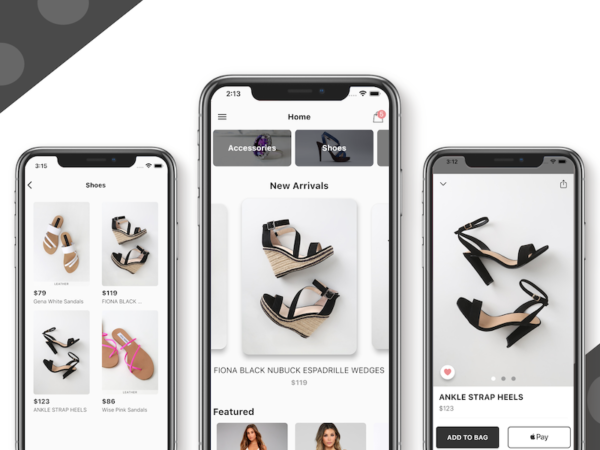 3:15
Shoes
$79
Gena White Sandals
$119
FIONA BLACK ...
$123
ANKLE STRAP HEELS
$86
Wise Pink Sandals
2:13
Home
Accessories
Shoes
New Arrivals
FIONA BLACK NUBUCK ESPADRILLE WEDGES
$119
Featured
3:12
ANKLE STRAP HEELS
$123
ADD TO BAG
Pay